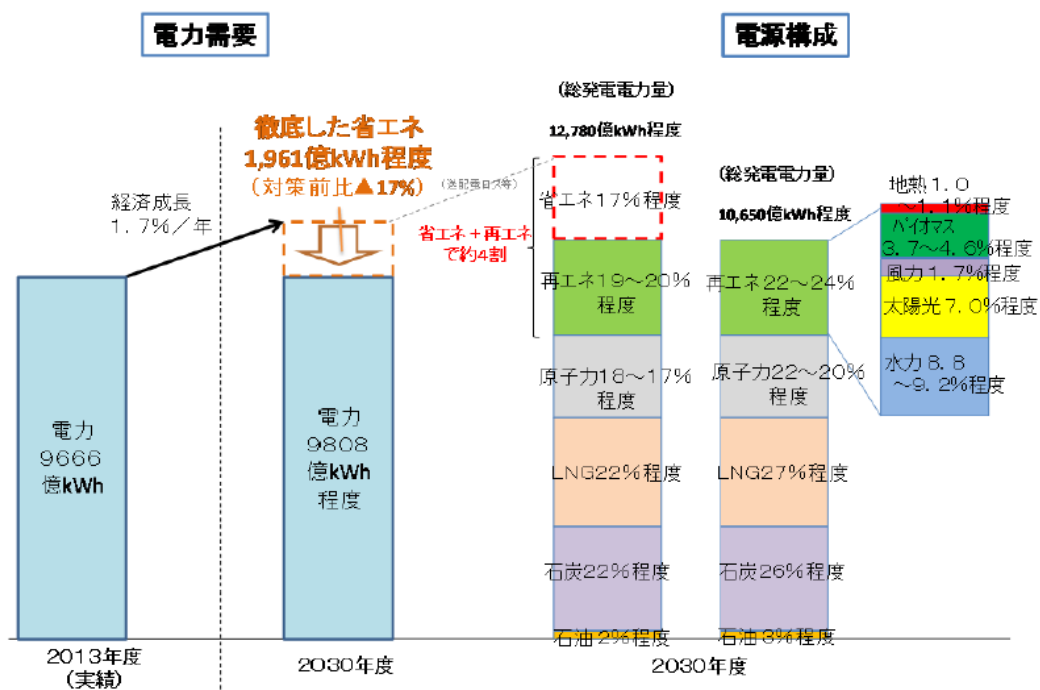 電力需要
電源構成
(総発電電力量)
12,780億kWh程度
徹底した省エネ
1,961億kWh程度
(対策前比▲17%)
(送配電ロス等)
経済成長
1.7%/年
省エネ17%程度
省エネ+再エネ
で約4割
再エネ19~20%
程度
原子力18~17%
程度
LNG22%程度
石炭22%程度
石油2%程度
(総発電電力量)
10,650億kWh程度
再エネ22~24%
程度
原子力22~20%
程度
LNG27%程度
石炭26%程度
石油3%程度
地熱1.0
~1.1%程度
バイオマス
3.7~4.6%程度
風力1.7%程度
太陽光7.0%程度
水力8.8
~9.2%程度
電力
9666
億kWh
電力
9808
億kWh
程度
2013年度
(実績)
2030年度
2030年度